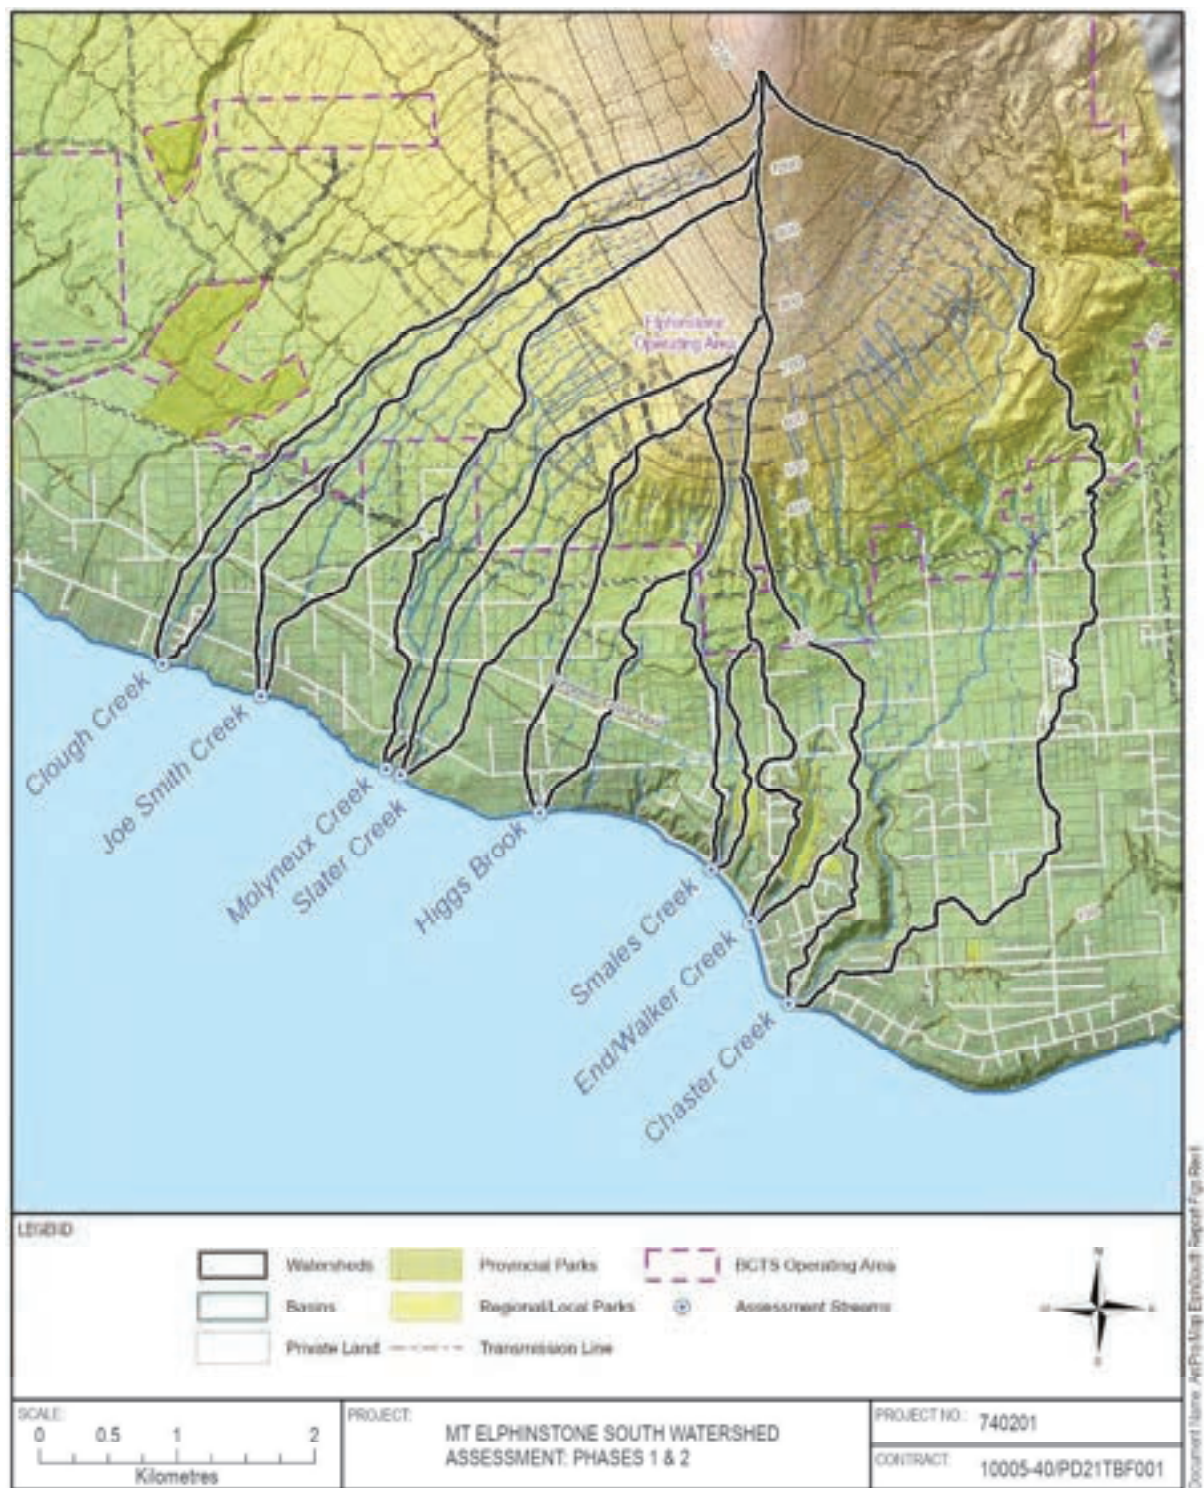 Elphinstone
Operating Area
Clough Creek
Joe Smith Creek
Molyneux Creek
Slater Creek
Higgs Brook
Smales Creek
End/Walker Creek
Chaster Creek
LEGEND
Watersheds
Provincial Parks
BCTS Operating Area
Basins
Regional/Local Parks
Assessment Streams
Private Land
Transmission Line
N
SCALE:
0 0.5 1 2
Kilometres
PROJECT:
MT ELPHINSTONE SOUTH WATERSHED
ASSESSMENT: PHASES 1 & 2
PROJECT NO.: 740201
CONTRACT: 10005-40/PD21TBF001